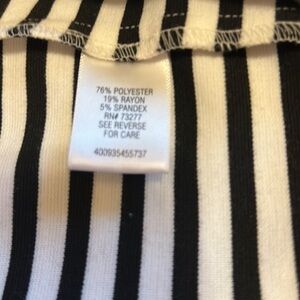 76% POLYESTER
19% RAYON
5% SPANDEX
RN# 73277
SEE REVERSE
FOR CARE
400935455737